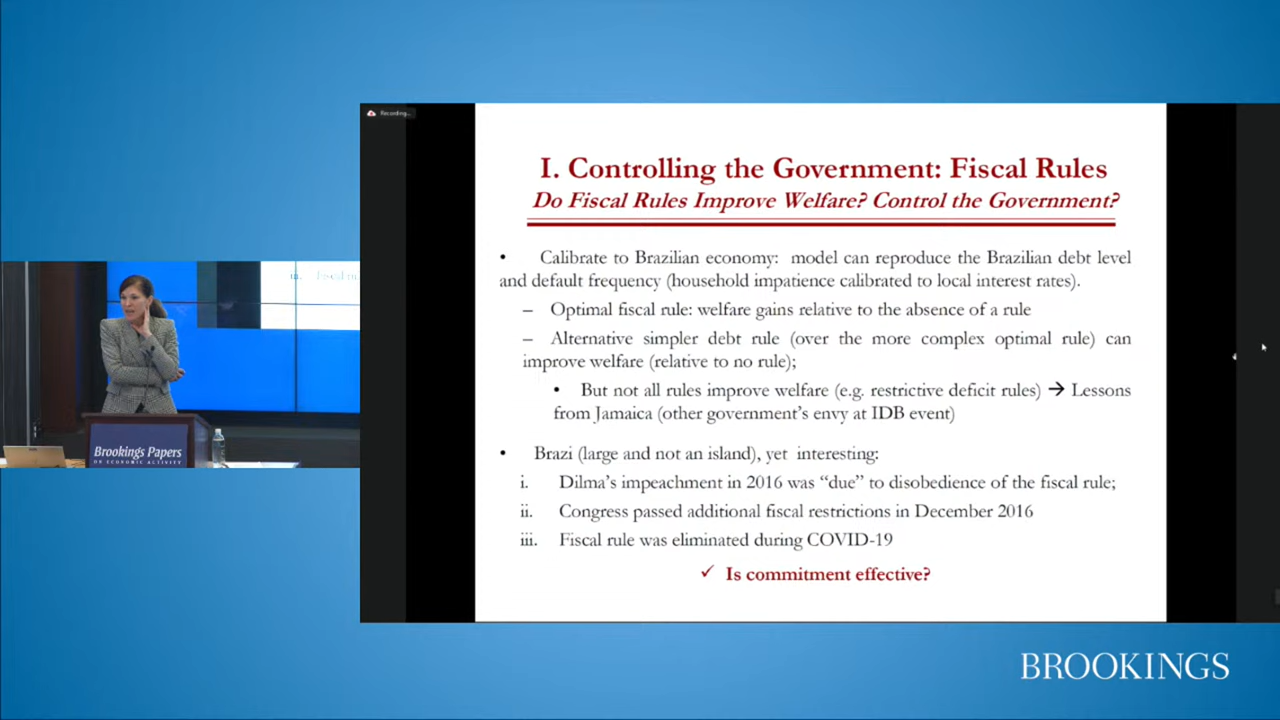 Recording...
I. Controlling the Government: Fiscal Rules
Do Fiscal Rules Improve Welfare? Control the Government?
• Calibrate to Brazilian economy: model can reproduce the Brazilian debt level
and default frequency (household impatience calibrated to local interest rates).
– Optimal fiscal rule: welfare gains relative to the absence of a rule
– Alternative simpler debt rule (over the more complex optimal rule) can
improve welfare (relative to no rule);
• But not all rules improve welfare (e.g. restrictive deficit rules) → Lessons
from Jamaica (other government's envy at IDB event)
• Brazi (large and not an island), yet interesting:
i. Dilma's impeachment in 2016 was “due” to disobedience of the fiscal rule;
ii. Congress passed additional fiscal restrictions in December 2016
iii. Fiscal rule was eliminated during COVID-19
✓ Is commitment effective?
iii. Fiscal
Brookings Papers
ON ECONOMIC ACTIVITY
BROOKINGS